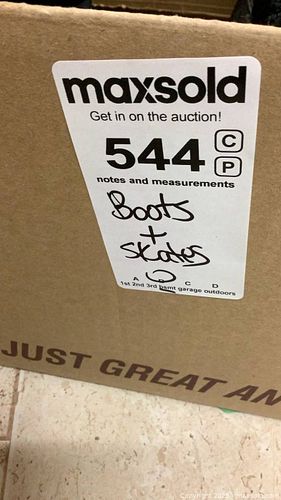 maxsold
Get in on the auction!
544 C
P
notes and measurements
Boots
+
Skates
A C D
1st 2nd 3rd bsmt garage outdoors
JUST GREAT AN